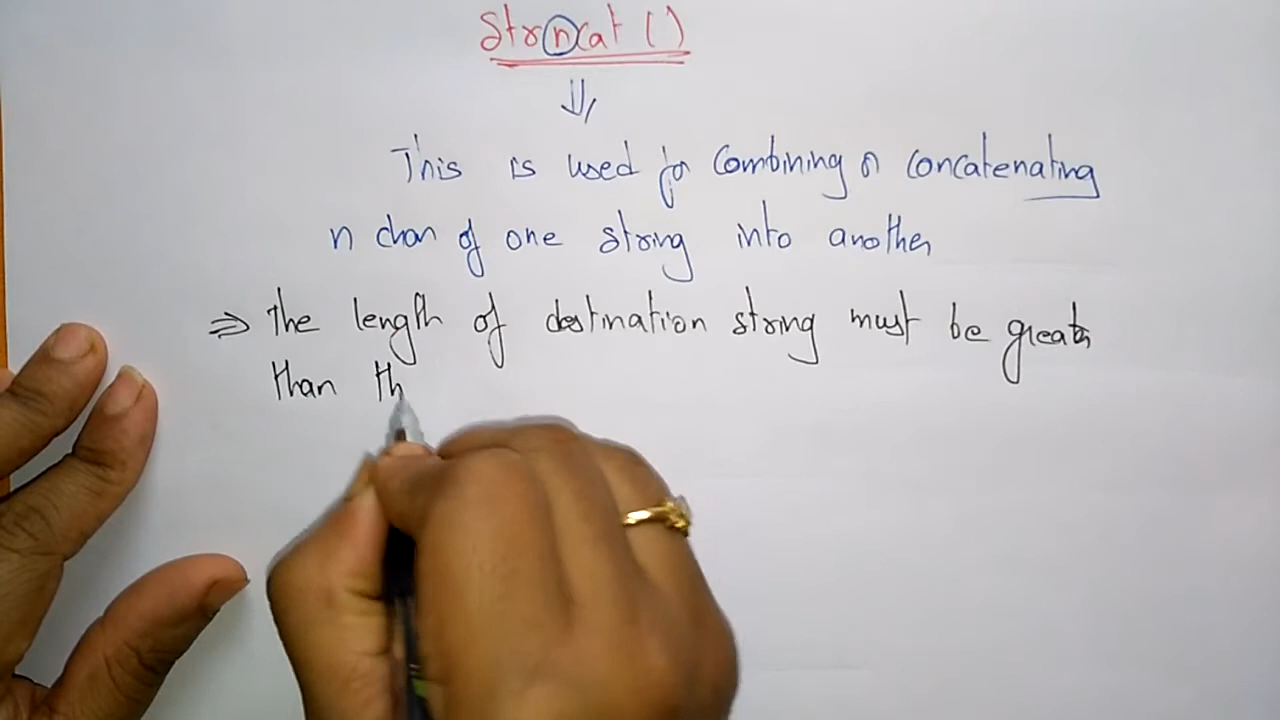 Strncat ()
This is used for Combining or concatenating
n char of one string into another
⇒ The length of destination string must be greater
than th